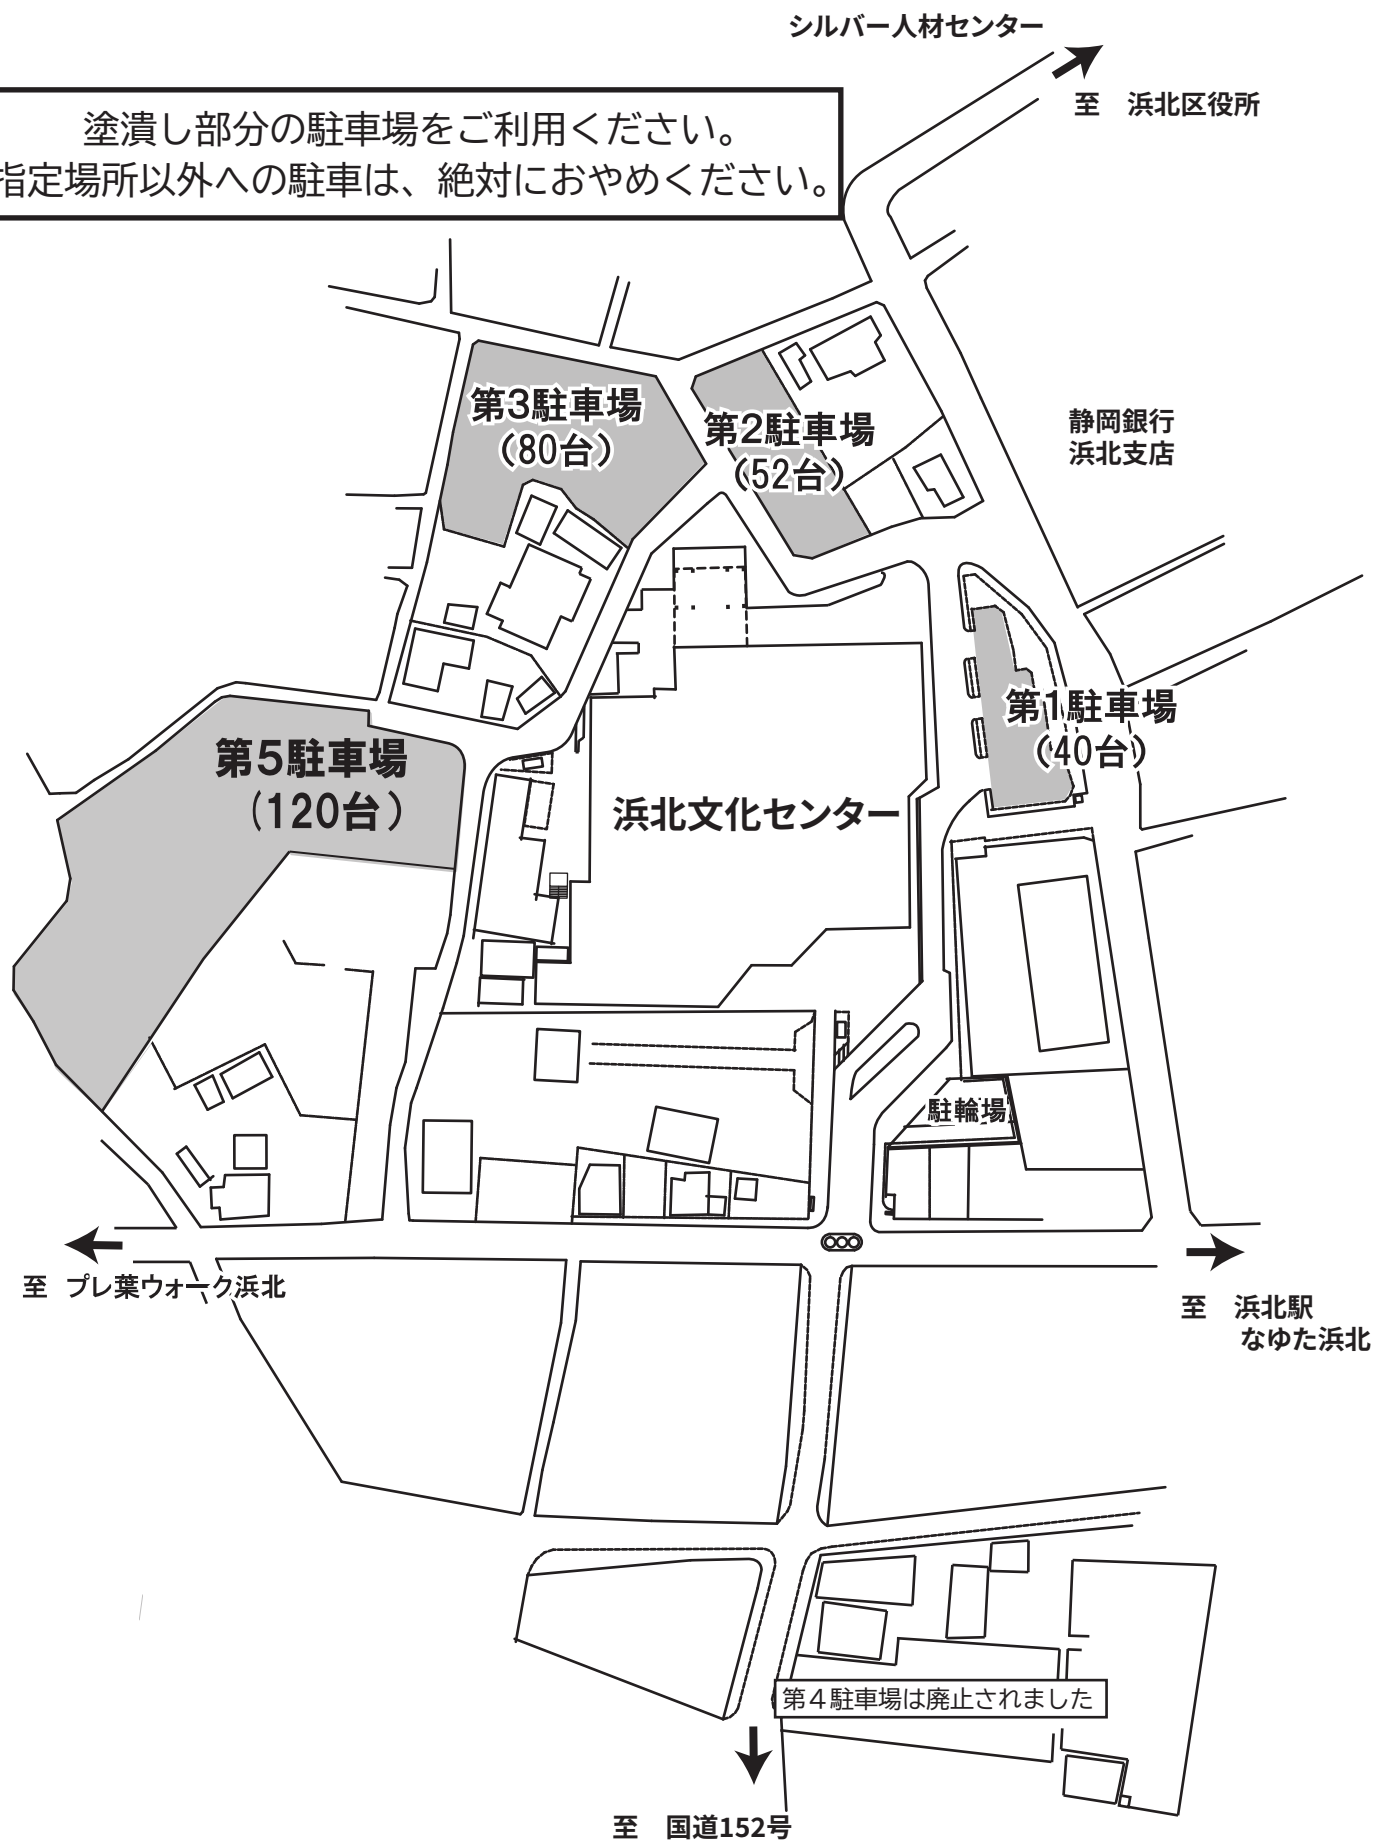 シルバー人材センター
至　浜北区役所
塗潰し部分の駐車場をご利用ください。
指定場所以外への駐車は、絶対におやめください。
第3駐車場
（80台）
第2駐車場
（52台）
静岡銀行
浜北支店
第1駐車場
（40台）
第5駐車場
（120台）
浜北文化センター
駐輪場
至　プレ葉ウォーク浜北
至　浜北駅
なゆた浜北
第４駐車場は廃止されました
至　国道152号